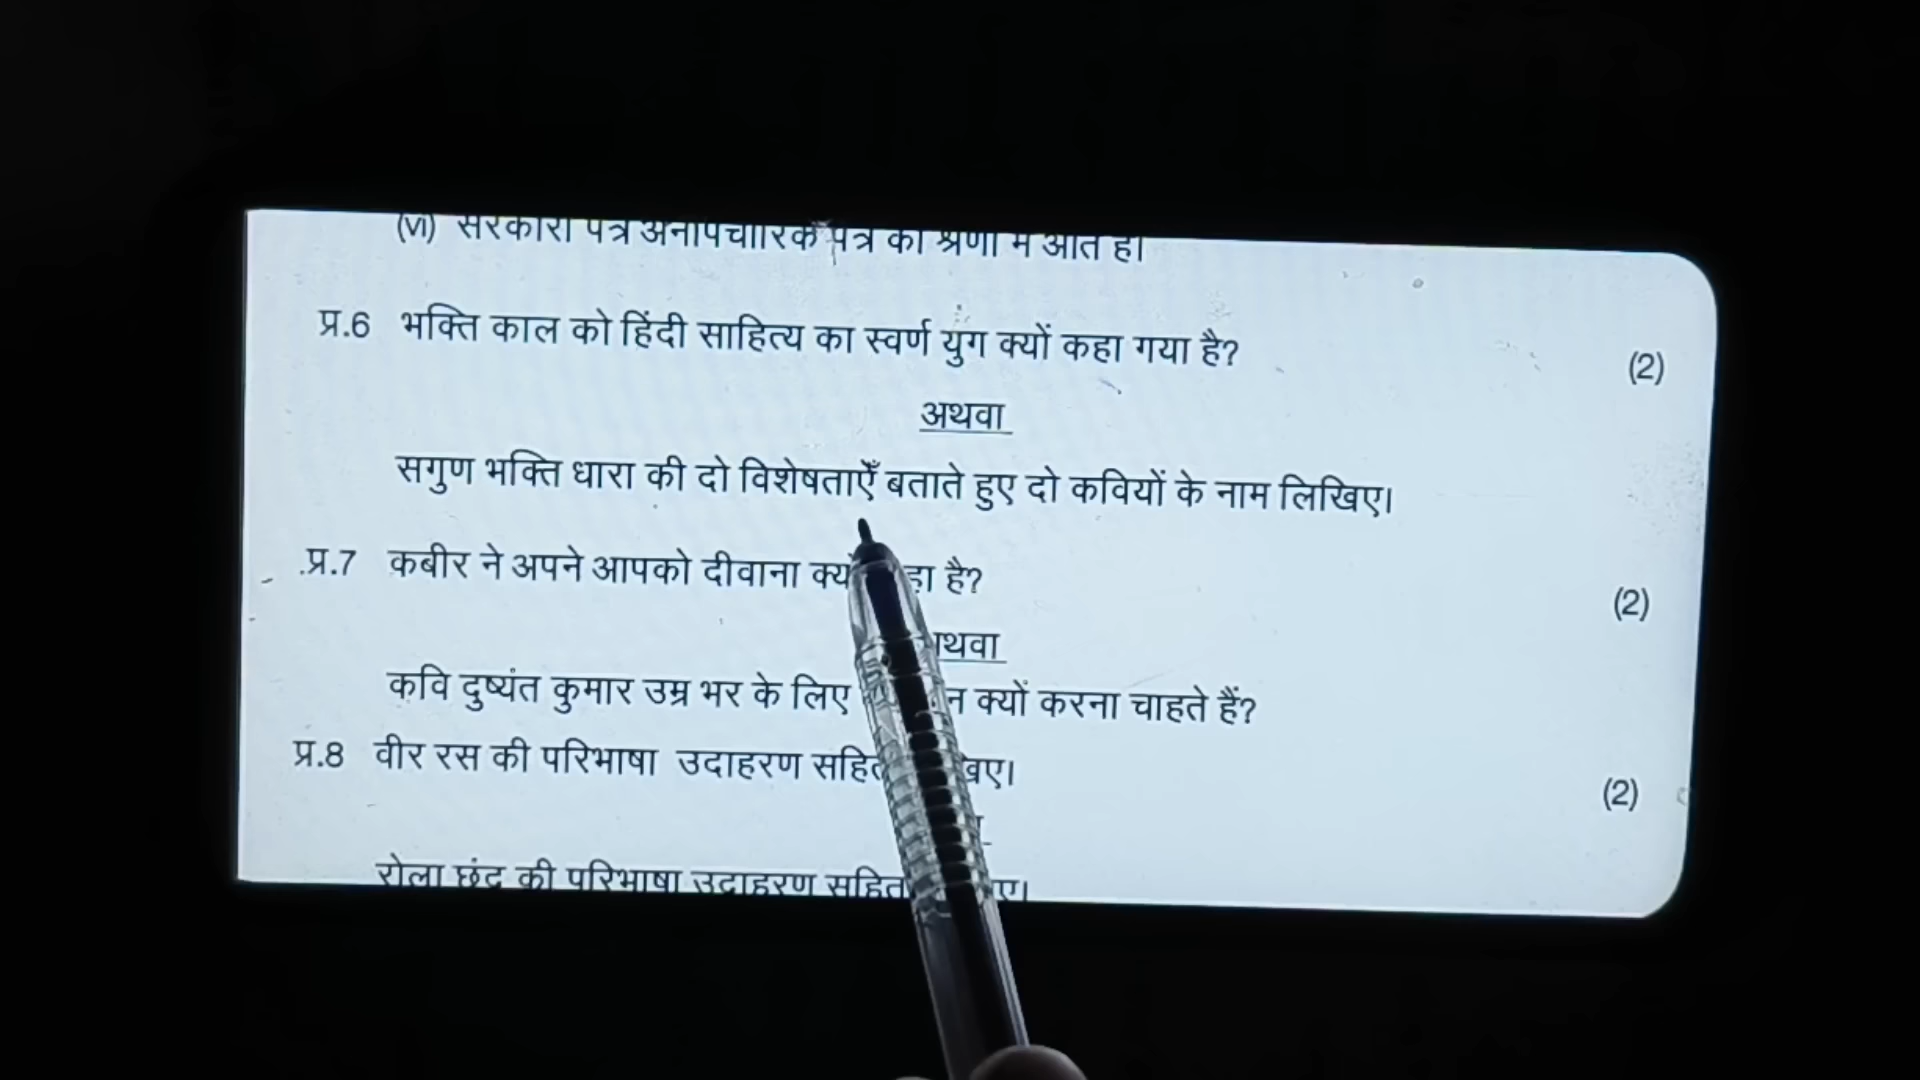 (vi) सरकारी पत्र अनौपचारिक पत्र की श्रेणी में आते हैं।
प्र.6 भक्ति काल को हिंदी साहित्य का स्वर्ण युग क्यों कहा गया है? (2)
अथवा
सगुण भक्ति धारा की दो विशेषताएँ बताते हुए दो कवियों के नाम लिखिए।
.प्र.7 कबीर ने अपने आपको दीवाना है? (2)
कवि दुष्यंत कुमार उम्र भर के लिए क्यों करना चाहते हैं?
प्र.8 वीर रस की परिभाषा उदाहरण सहित (2)
रोला छंद की परिभाषा उदाहरण सहित